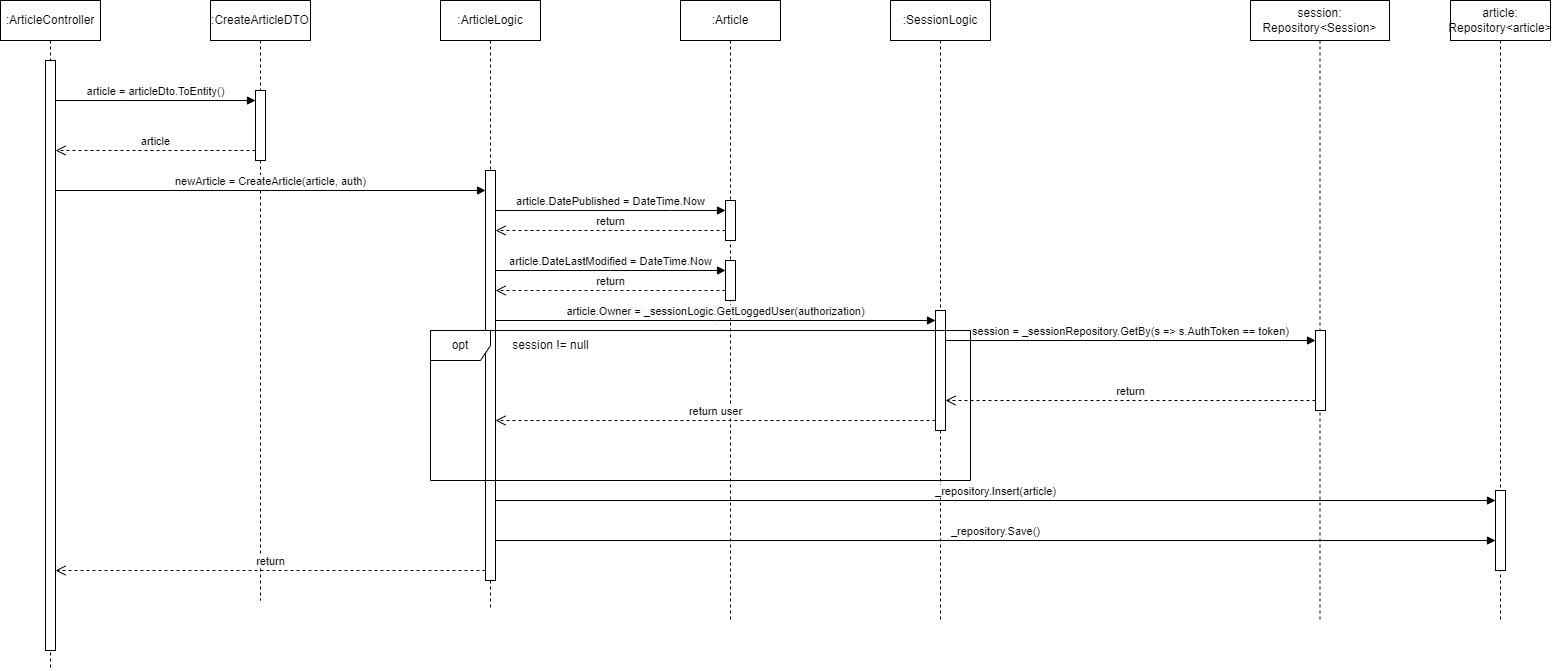 :ArticleController
:CreateArticleDTO
:ArticleLogic
:Article
:SessionLogic
session:
Repository<Session>
article:
Repository<article>
article = articleDto.ToEntity()
article
newArticle = CreateArticle(article, auth)
article.DatePublished = DateTime.Now
return
article.DateLastModified = DateTime.Now
return
article.Owner = _sessionLogic.GetLoggedUser(authorization)
opt
session != null
session = _sessionRepository.GetBy(s => s.AuthToken == token)
return
return user
_repository.Insert(article)
_repository.Save()
return